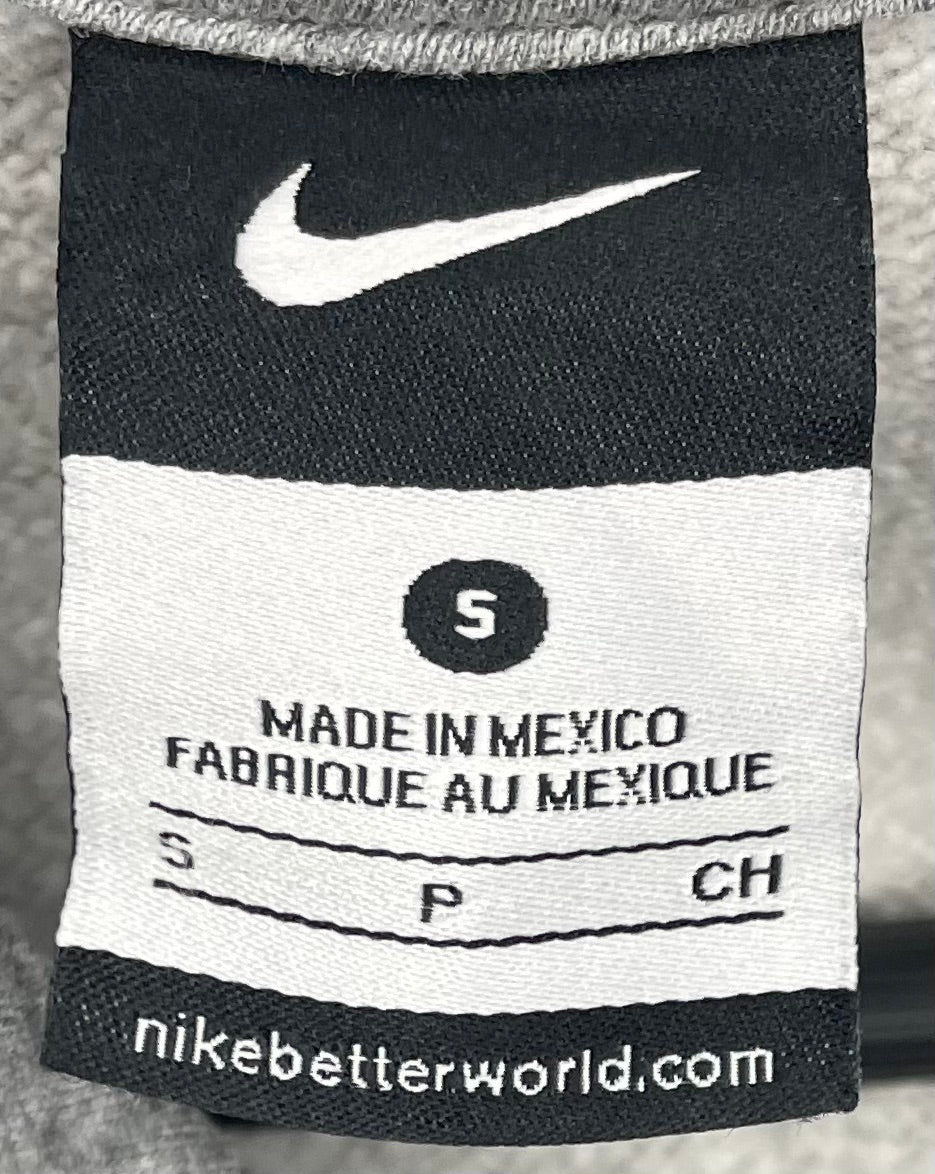 S
MADE IN MEXICO
FABRIQUE AU MEXIQUE
S P CH
nikebetterworld.com